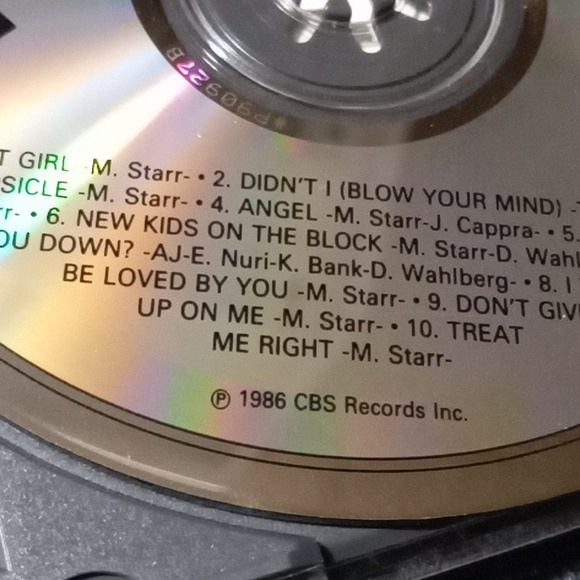 #P90927B
T GIRL -M. Starr- • 2. DIDN'T I (BLOW YOUR MIND) -
SICLE -M. Starr- • 4. ANGEL -M. Starr-J. Cappra- • 5.
rr- • 6. NEW KIDS ON THE BLOCK -M. Starr-D. Wahl
OU DOWN? -AJ-E. Nuri-K. Bank-D. Wahlberg- • 8. I
BE LOVED BY YOU -M. Starr- • 9. DON'T GIV
UP ON ME -M. Starr- • 10. TREAT
ME RIGHT -M. Starr-
℗ 1986 CBS Records Inc.